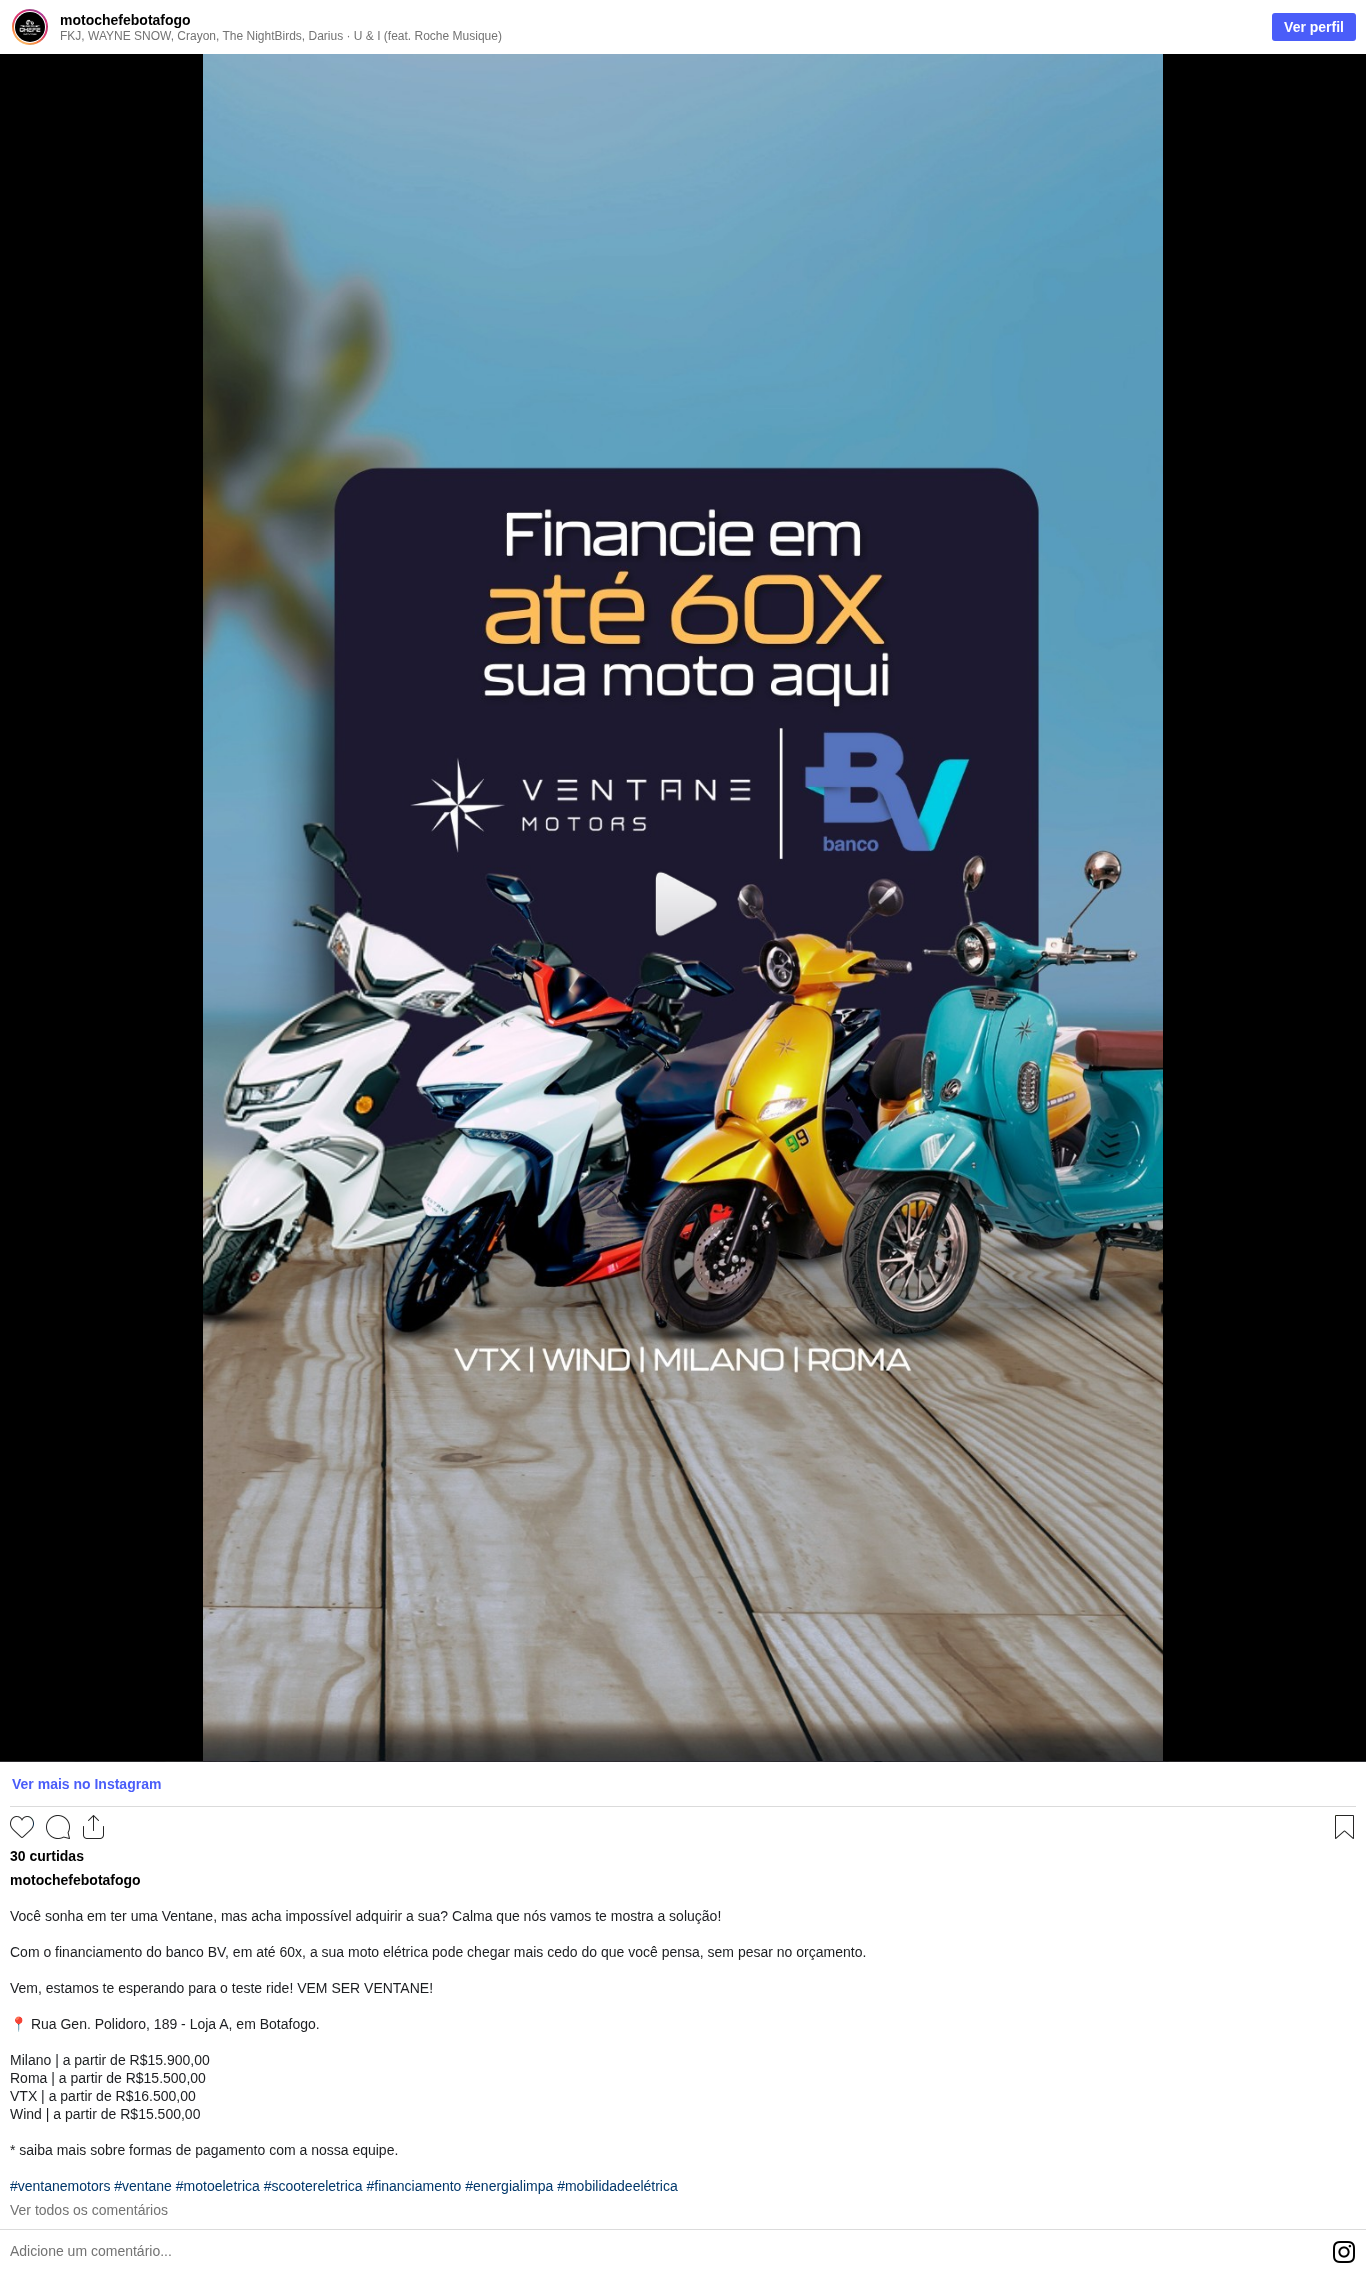 motochefebotafogo
FKJ, WAYNE SNOW, Crayon, The NightBirds, Darius · U & I (feat. Roche Musique)
Ver perfil
Financie em
até 60X
sua moto aqui
VENTANE
MOTORS
BV
banco
99
VTX | WIND | MILANO | ROMA
Ver mais no Instagram
30 curtidas
motochefebotafogo
Você sonha em ter uma Ventane, mas acha impossível adquirir a sua? Calma que nós vamos te mostra a solução!
Com o financiamento do banco BV, em até 60x, a sua moto elétrica pode chegar mais cedo do que você pensa, sem pesar no orçamento.
Vem, estamos te esperando para o teste ride! VEM SER VENTANE!
📍 Rua Gen. Polidoro, 189 - Loja A, em Botafogo.
Milano | a partir de R$15.900,00
Roma | a partir de R$15.500,00
VTX | a partir de R$16.500,00
Wind | a partir de R$15.500,00
* saiba mais sobre formas de pagamento com a nossa equipe.
#ventanemotors #ventane #motoeletrica #scootereletrica #financiamento #energialimpa #mobilidadeelétrica
Ver todos os comentários
Adicione um comentário...